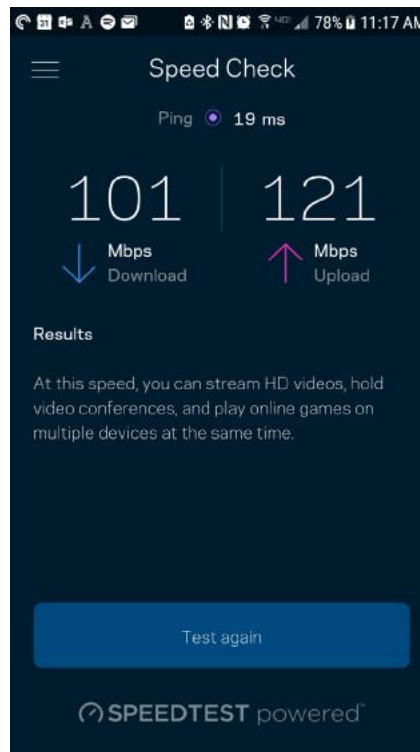 31 78% 11:17 AM
Speed Check
Ping 19 ms
101 121
Mbps Mbps
Download Upload
Results
At this speed, you can stream HD videos, hold
video conferences, and play online games on
multiple devices at the same time.
Test again
SPEEDTEST powered™